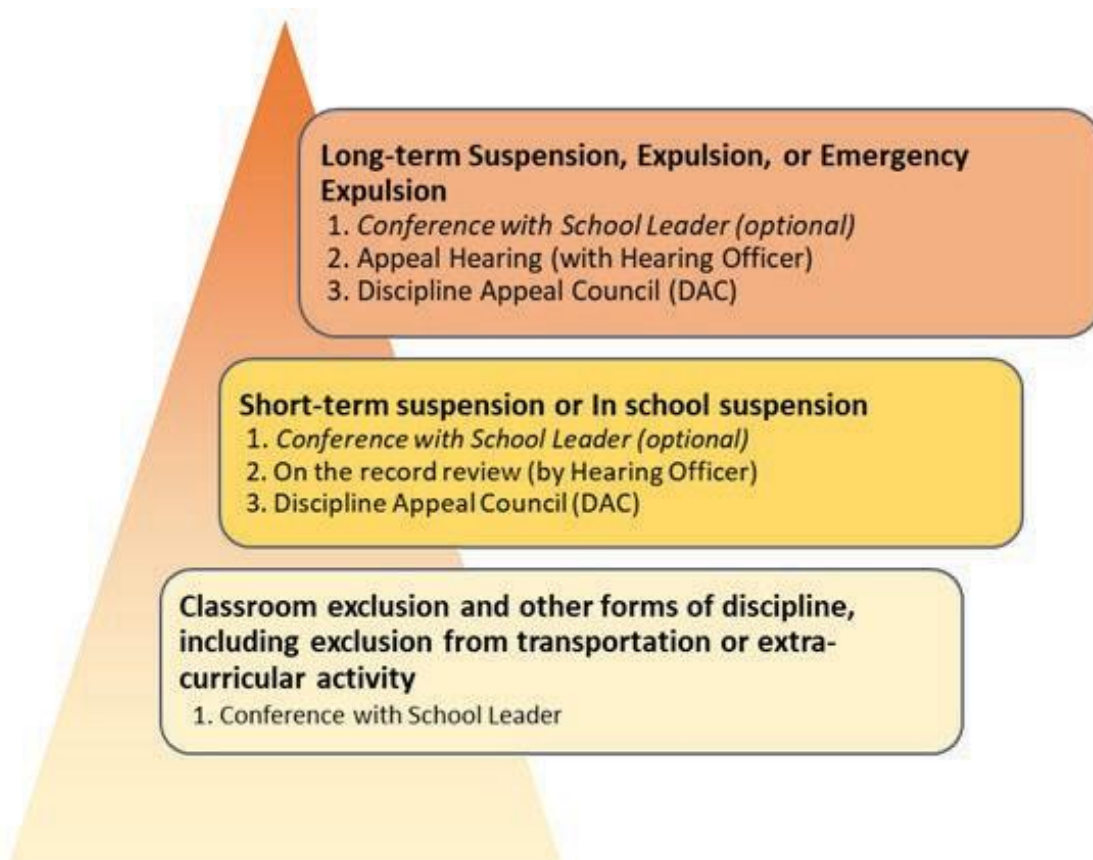 Long-term Suspension, Expulsion, or Emergency
Expulsion
1. Conference with School Leader (optional)
2. Appeal Hearing (with Hearing Officer)
3. Discipline Appeal Council (DAC)
Short-term suspension or In school suspension
1. Conference with School Leader (optional)
2. On the record review (by Hearing Officer)
3. Discipline Appeal Council (DAC)
Classroom exclusion and other forms of discipline,
including exclusion from transportation or extra-
curricular activity
1. Conference with School Leader